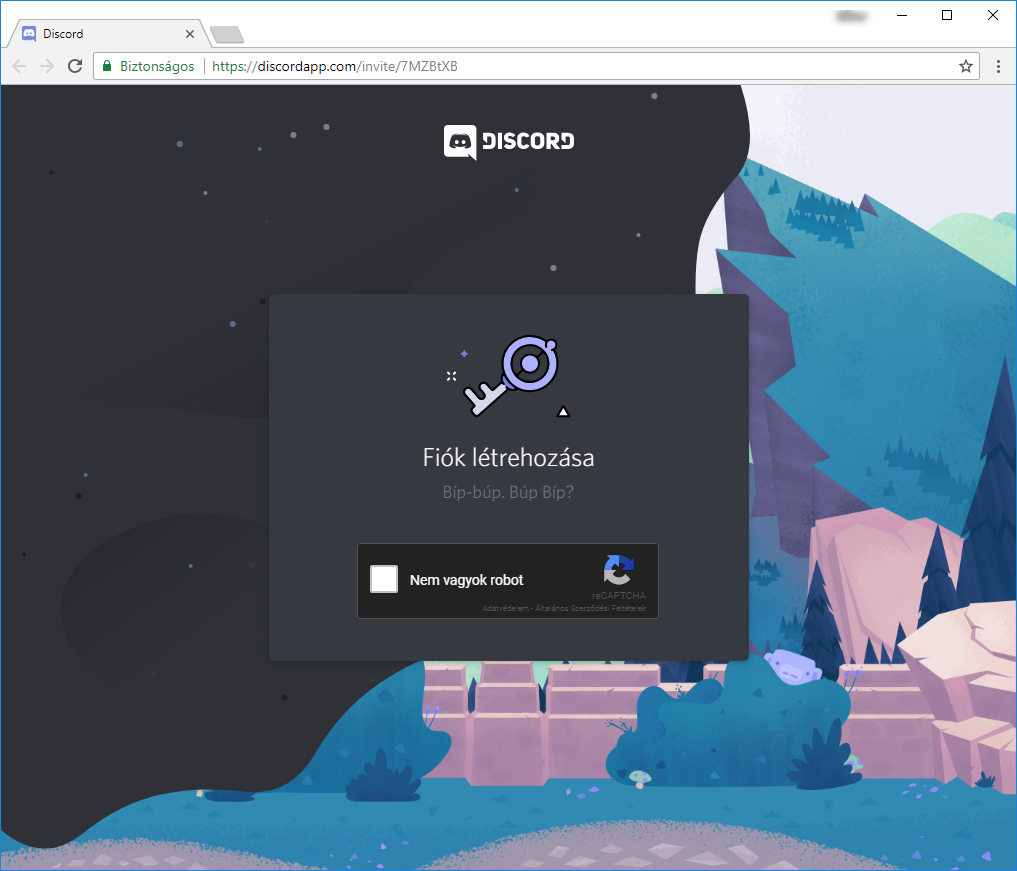 Discord
Biztonságos https://discordapp.com/invite/7MZBtXB
DISCORD
Fiók létrehozása
Bíp-búp. Búp Bíp?
Nem vagyok robot
reCAPTCHA
Adatvédelem - Általános Szerződési Feltételek